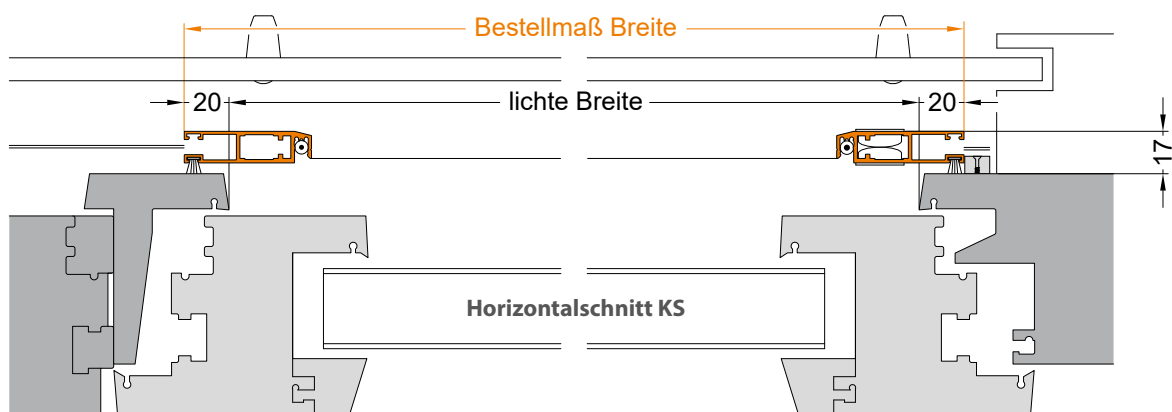 Bestellmaß Breite
20
lichte Breite
20
17
Horizontalschnitt KS